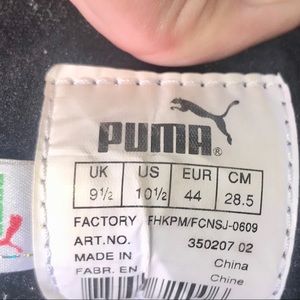 PUMA®
UK US EUR CM
9½ 10½ 44 28.5
FACTORY FHKPM/FCNSJ-0609
ART.NO. 350207 02
MADE IN China
FABR. EN Chine